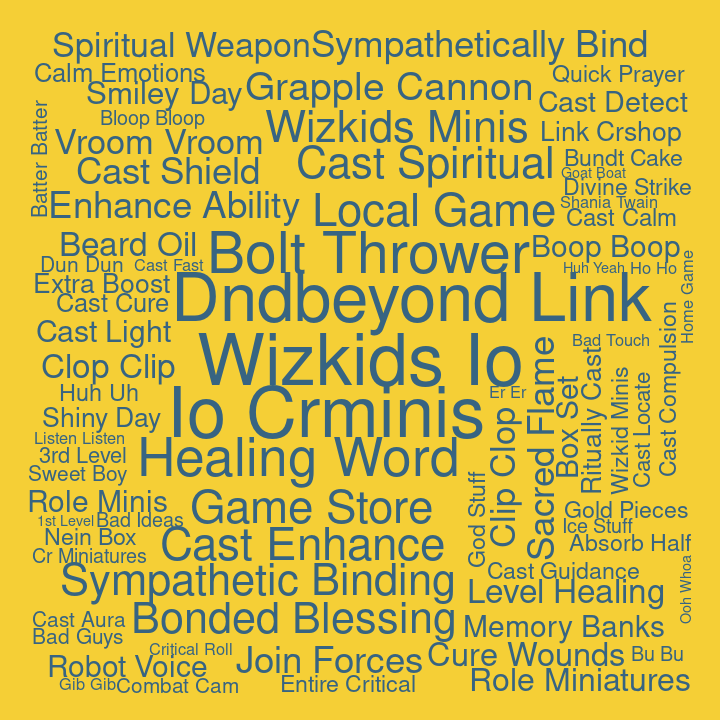 Spiritual Weapon
Sympathetically Bind
Calm Emotions
Smiley Day
Grapple Cannon
Quick Prayer
Cast Detect
Bloop Bloop
Batter Batter
Vroom Vroom
Wizkids Minis
Link Crshop
Cast Shield
Cast Spiritual
Bundt Cake
Goat Boat
Divine Strike
Enhance Ability
Local Game
Shania Twain
Cast Calm
Beard Oil
Bolt Thrower
Boop Boop
Dun Dun
Cast Fast
Huh Yeah
Ho Ho
Home Game
Extra Boost
Cast Cure
Dndbeyond Link
Cast Light
Wizkids Io
Bad Touch
Clop Clip
Sacred Flame
Box Set
Ritually Cast
Wizkid Minis
Cast Locate
Cast Compulsion
Huh Uh
Io Crminis
Er Er
Shiny Day
Clip Clop
Listen Listen
3rd Level
Healing Word
Sweet Boy
God Stuff
Role Minis
Game Store
Gold Pieces
1st Level
Bad Ideas
Ice Stuff
Nein Box
Cast Enhance
Absorb Half
Cr Miniatures
Cast Guidance
Ooh Whoa
Sympathetic Binding
Level Healing
Cast Aura
Bonded Blessing
Memory Banks
Bad Guys
Critical Roll
Robot Voice
Join Forces
Cure Wounds
Bu Bu
Gib Gib
Combat Cam
Entire Critical
Role Miniatures